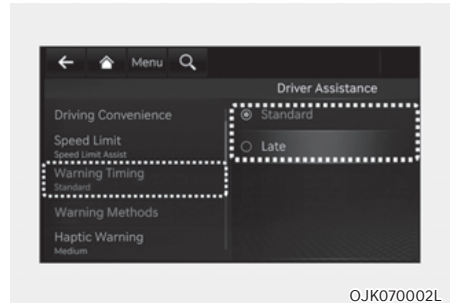 Menu
Driver Assistance
Driving Convenience
Standard
Speed Limit
Speed Limit Assist
Late
Warning Timing
Standard
Warning Methods
Haptic Warning
Medium
OJK070002L